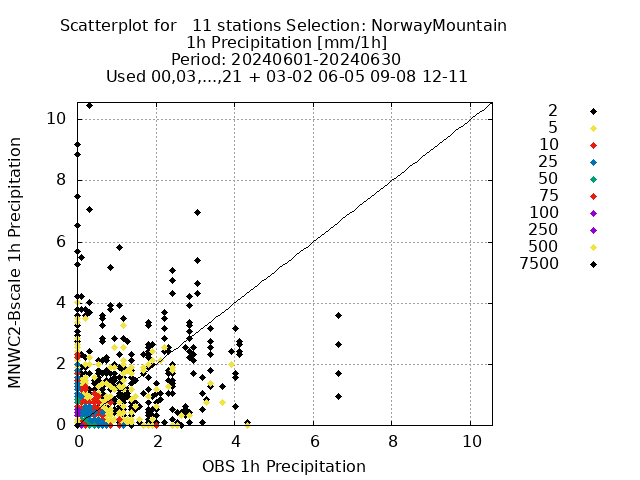 Scatterplot for   11 stations Selection: NorwayMountain
1h Precipitation [mm/1h]
Period: 20240601-20240630
Used 00,03,...,21 + 03-02 06-05 09-08 12-11
MNWC2-Bscale 1h Precipitation
10
8
6
4
2
0
0 2 4 6 8 10
OBS 1h Precipitation
2
5
10
25
50
75
100
250
500
7500